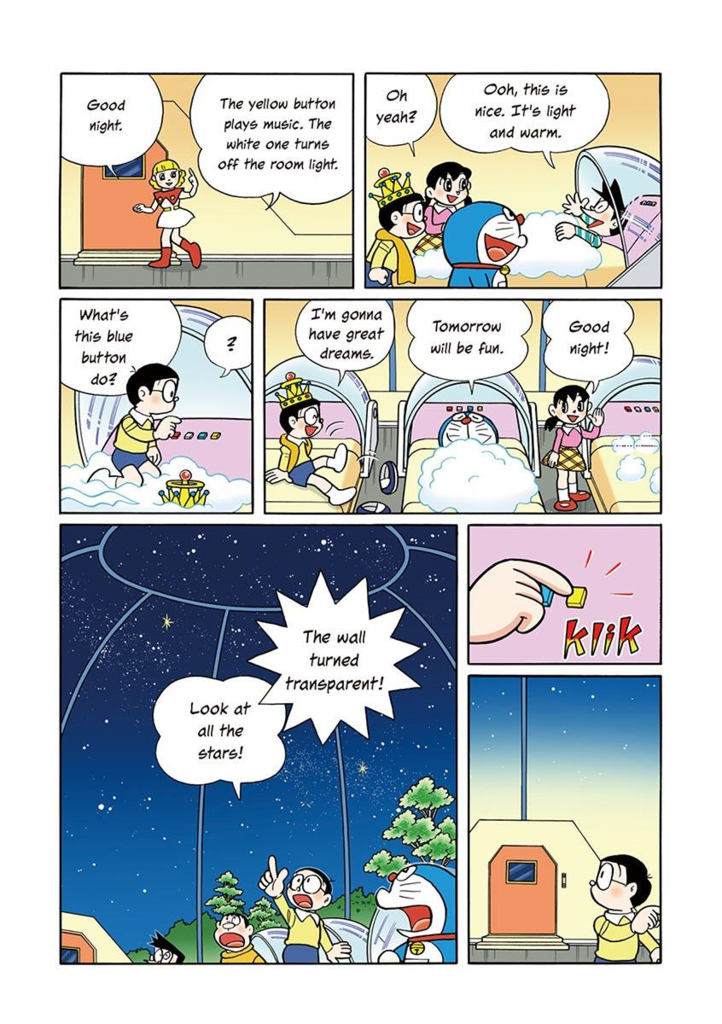 Good
night.
The yellow button
plays music. The
white one turns
off the room light.
Oh
yeah?
Ooh, this is
nice. It's light
and warm.
What's
this blue
button
do?
?
I'm gonna
have great
dreams.
Tomorrow
will be fun.
Good
night!
The wall
turned
transparent!
Look at
all the
stars!
klik